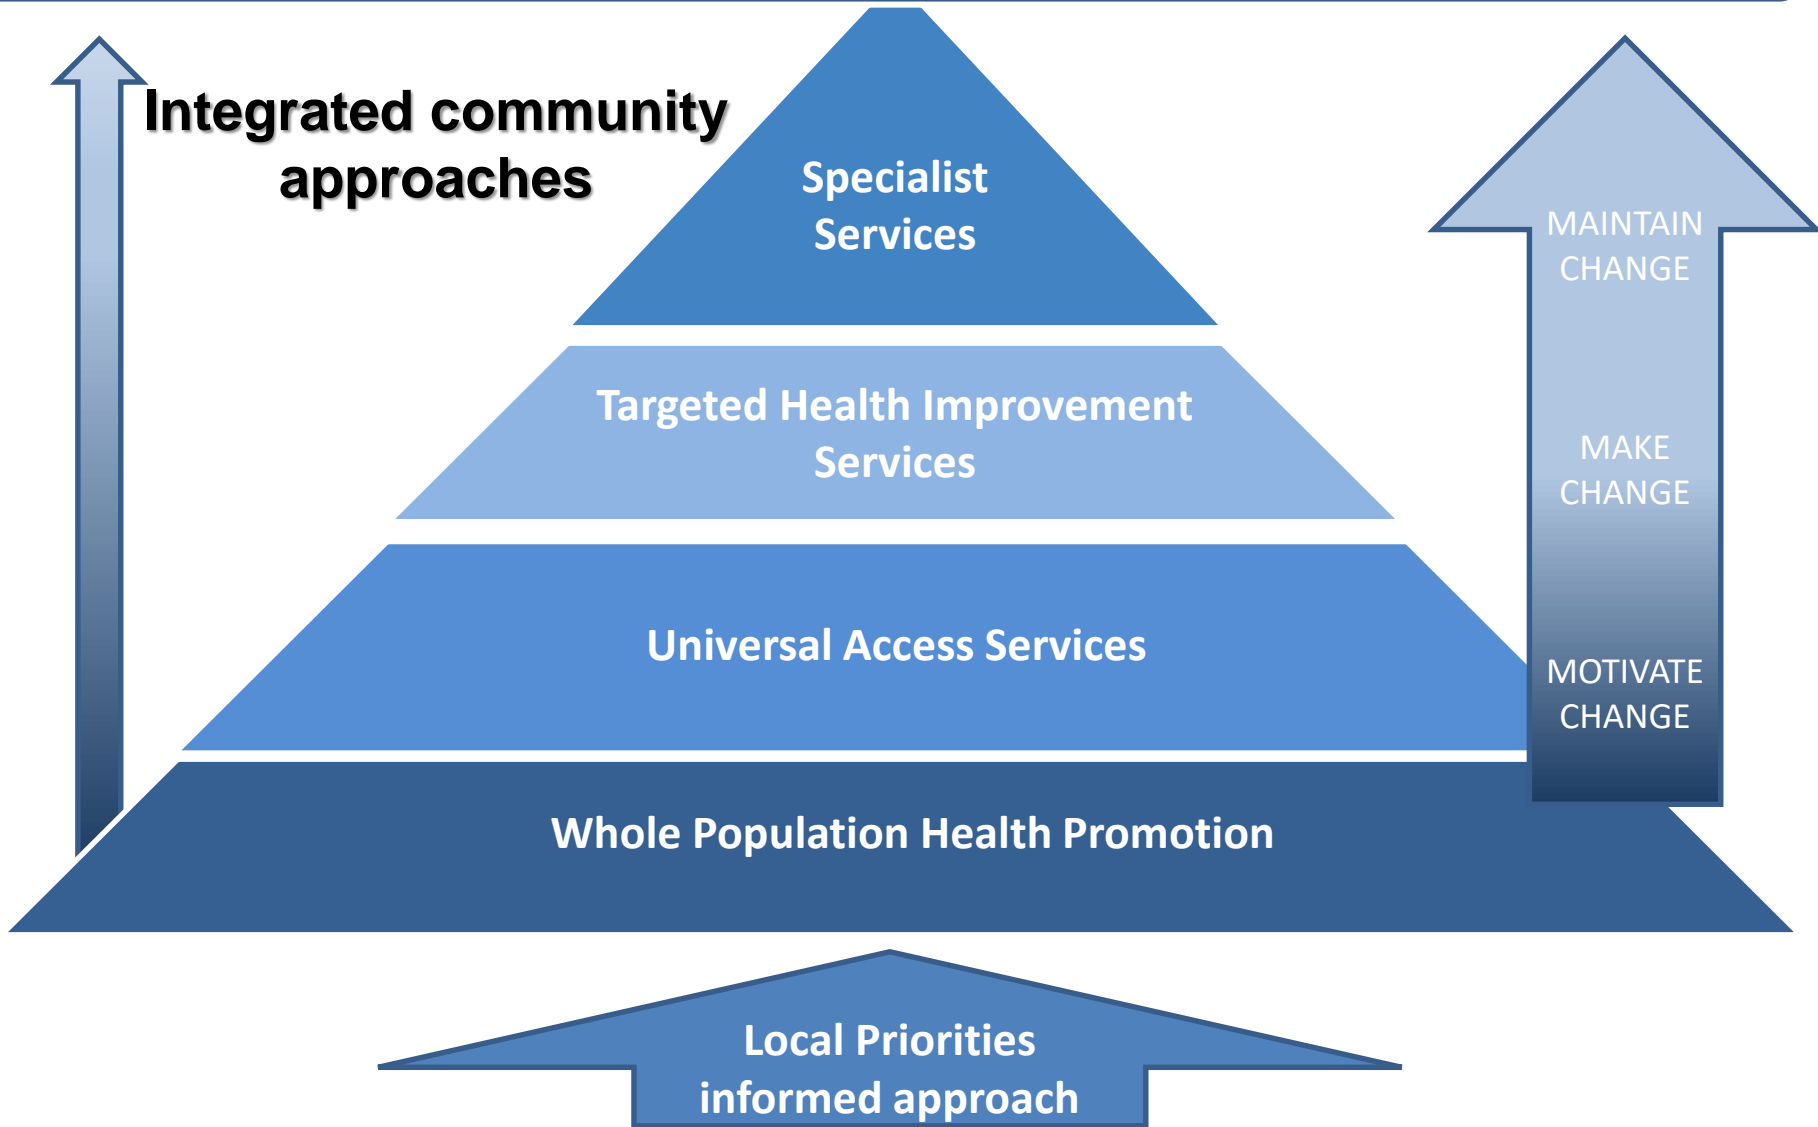 Integrated community
approaches
Specialist
Services
Targeted Health Improvement
Services
Universal Access Services
Whole Population Health Promotion
Local Priorities
informed approach
MAINTAIN
CHANGE
MAKE
CHANGE
MOTIVATE
CHANGE